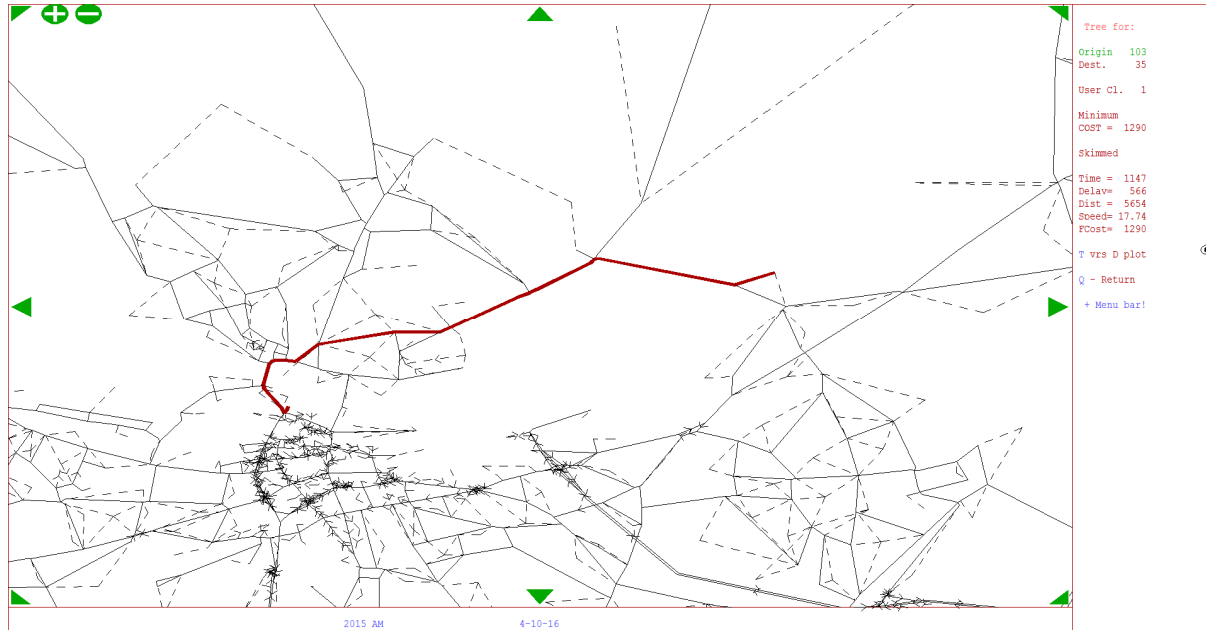 Tree for:
Origin 103
Dest. 35
User Cl. 1
Minimum
COST = 1290
Skimmed
Time = 1147
Delay= 566
Dist = 5654
Speed= 17.74
FCost= 1290
T vrs D plot
Q - Return
+ Menu bar!
2015 AM 4-10-16